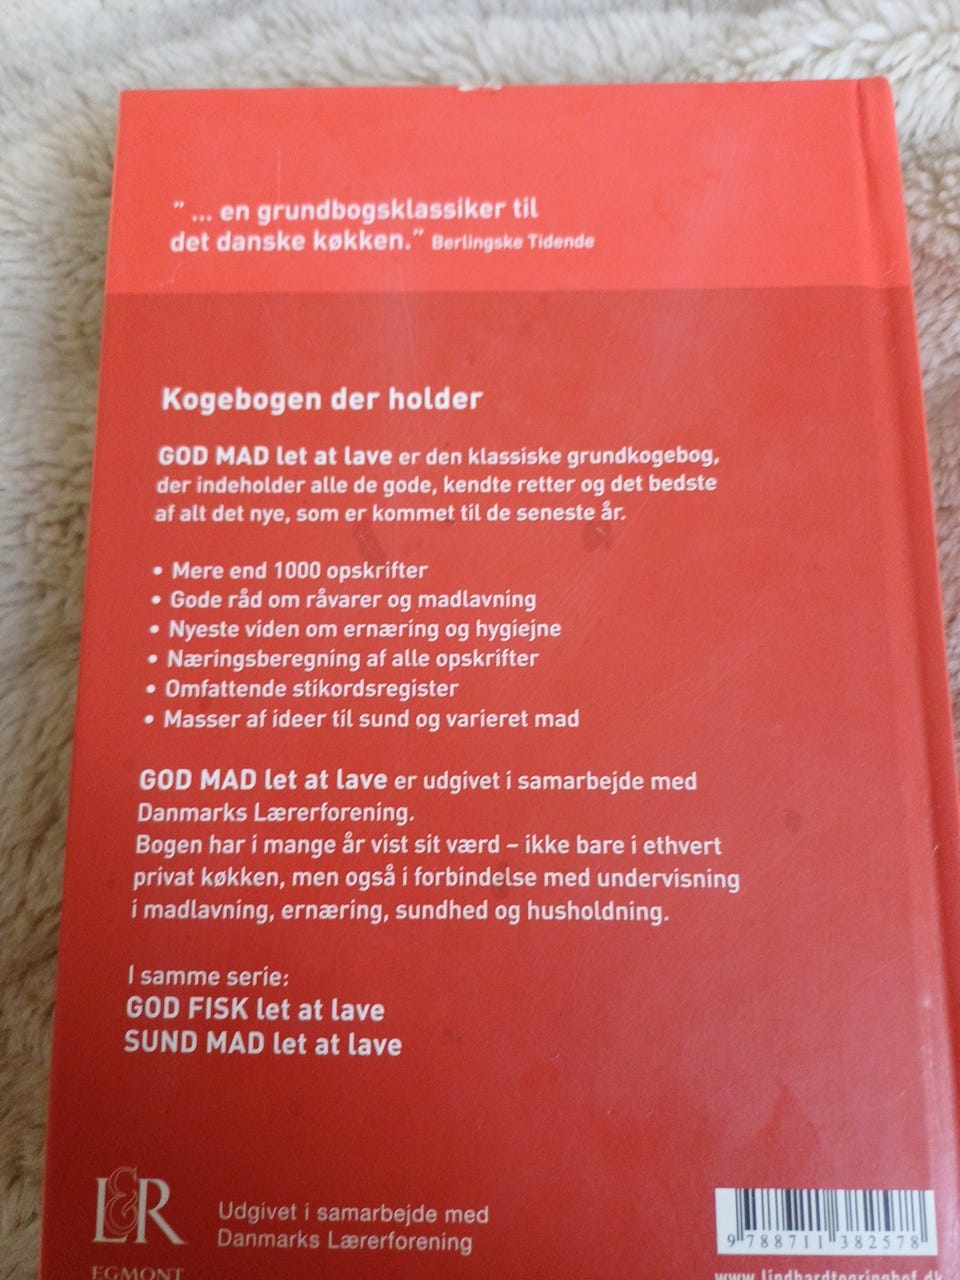 ” ... en grundbogsklassiker til
det danske køkken.” Berlingske Tidende
Kogebogen der holder
GOD MAD let at lave er den klassiske grundkogebog,
der indeholder alle de gode, kendte retter og det bedste
af alt det nye, som er kommet til de seneste år.
• Mere end 1000 opskrifter
• Gode råd om råvarer og madlavning
• Nyeste viden om ernæring og hygiejne
• Næringsberegning af alle opskrifter
• Omfattende stikordsregister
• Masser af ideer til sund og varieret mad
GOD MAD let at lave er udgivet i samarbejde med
Danmarks Lærerforening.
Bogen har i mange år vist sit værd – ikke bare i ethvert
privat køkken, men også i forbindelse med undervisning
i madlavning, ernæring, sundhed og husholdning.
I samme serie:
GOD FISK let at lave
SUND MAD let at lave
L&R
EGMONT
Udgivet i samarbejde med
Danmarks Lærerforening
9 788711 382578
www.lindhardtogringhof.dk